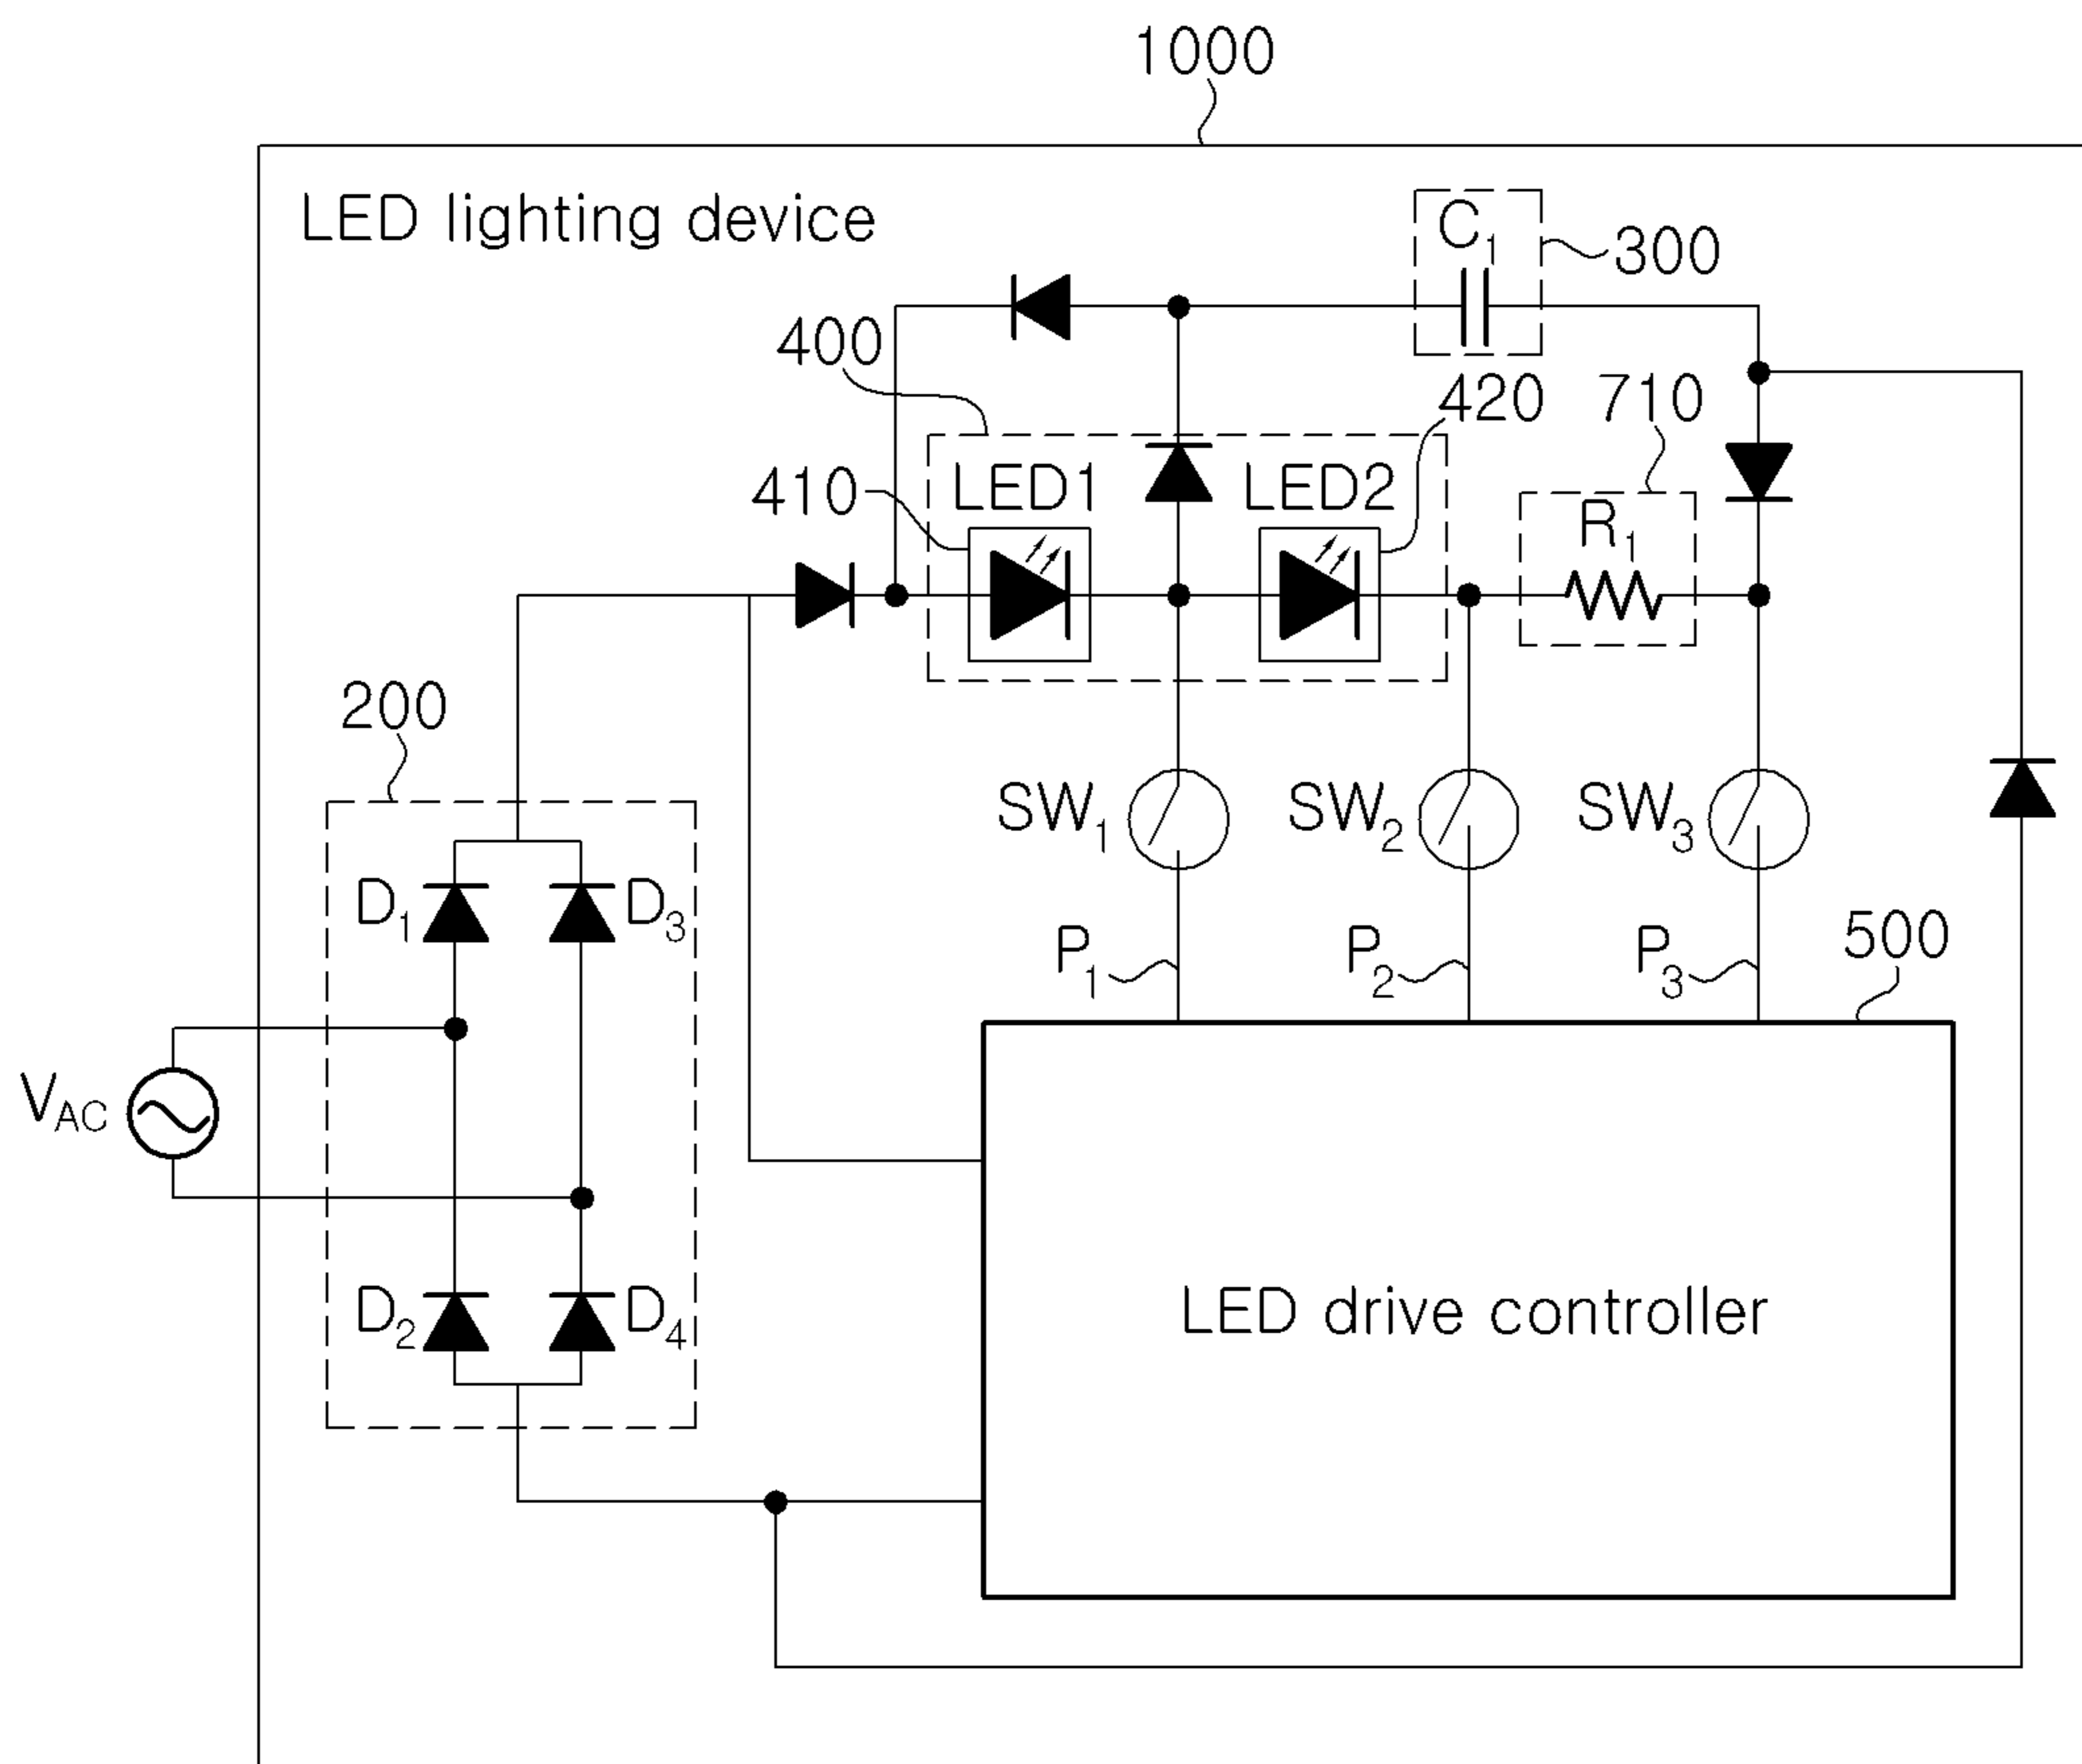 1000
LED lighting device
C1
300
400
420
710
410
LED1
LED2
R1
200
SW1
SW2
SW3
D1
D3
P1
P2
P3
500
VAC
D2
D4
LED drive controller